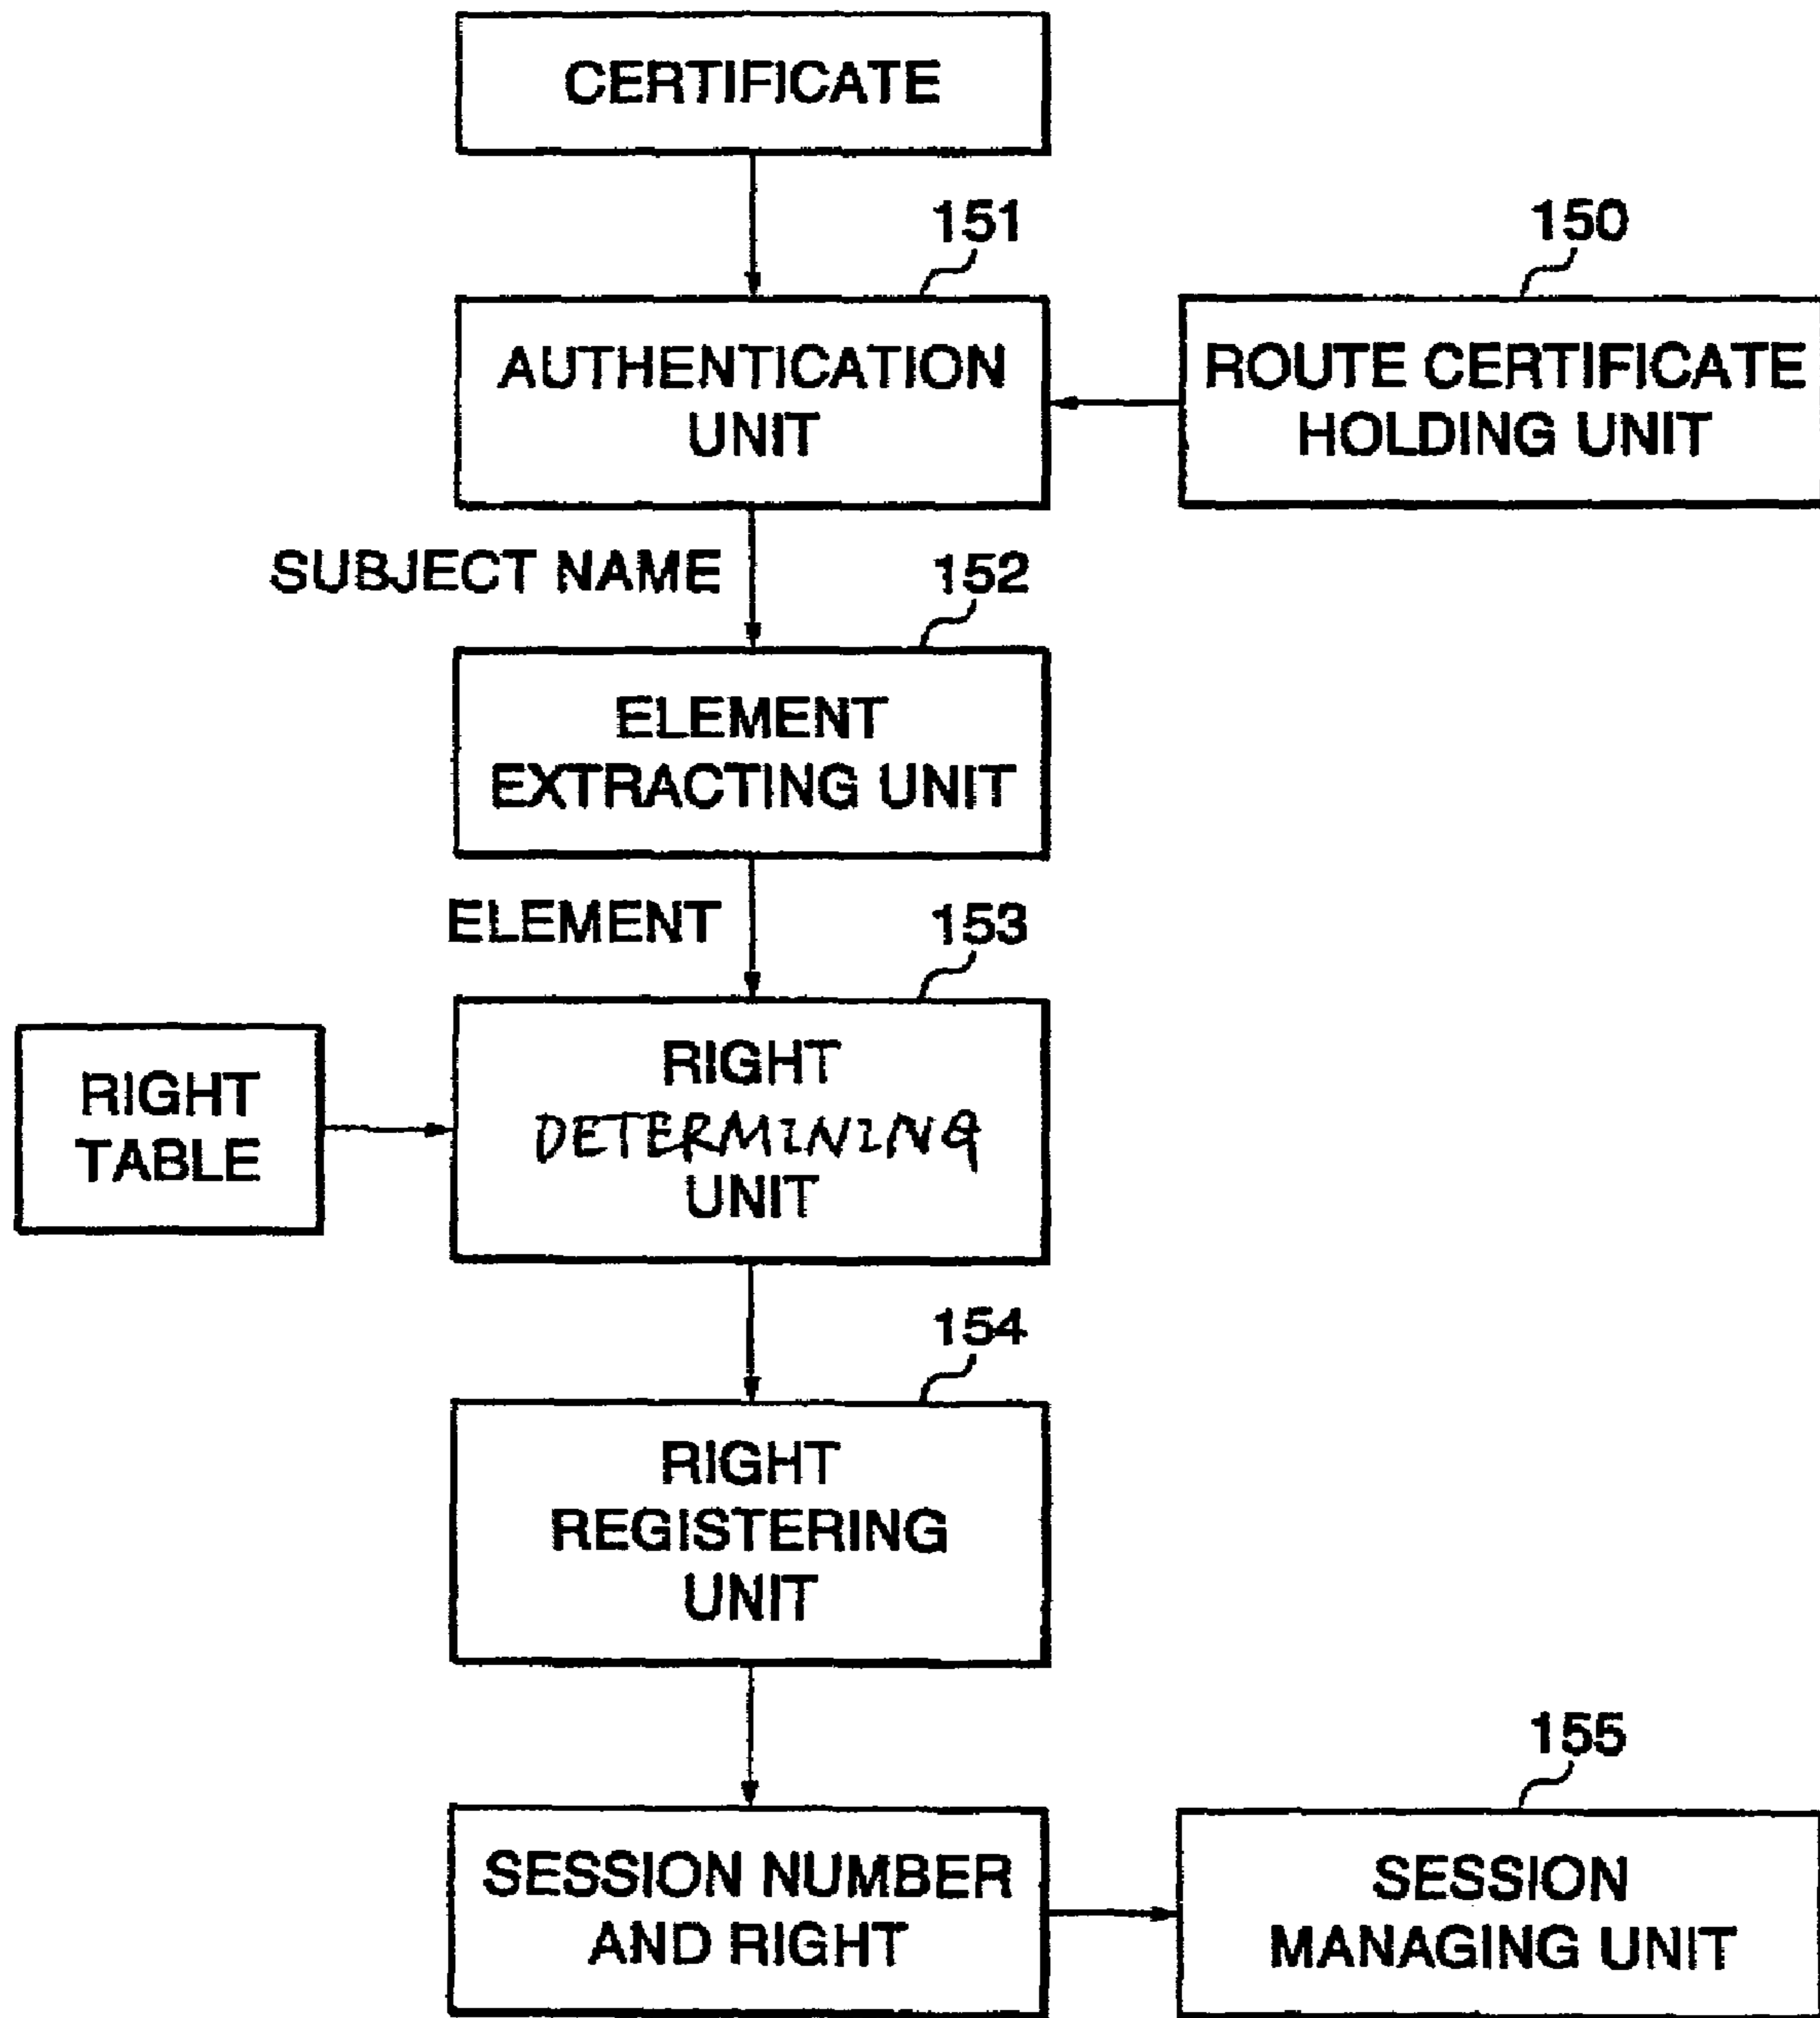 CERTIFICATE
151
150
AUTHENTICATION
UNIT
ROUTE CERTIFICATE
HOLDING UNIT
SUBJECT NAME
152
ELEMENT
EXTRACTING UNIT
ELEMENT
153
RIGHT
TABLE
RIGHT
DETERMINING
UNIT
154
RIGHT
REGISTERING
UNIT
155
SESSION NUMBER
AND RIGHT
SESSION
MANAGING UNIT